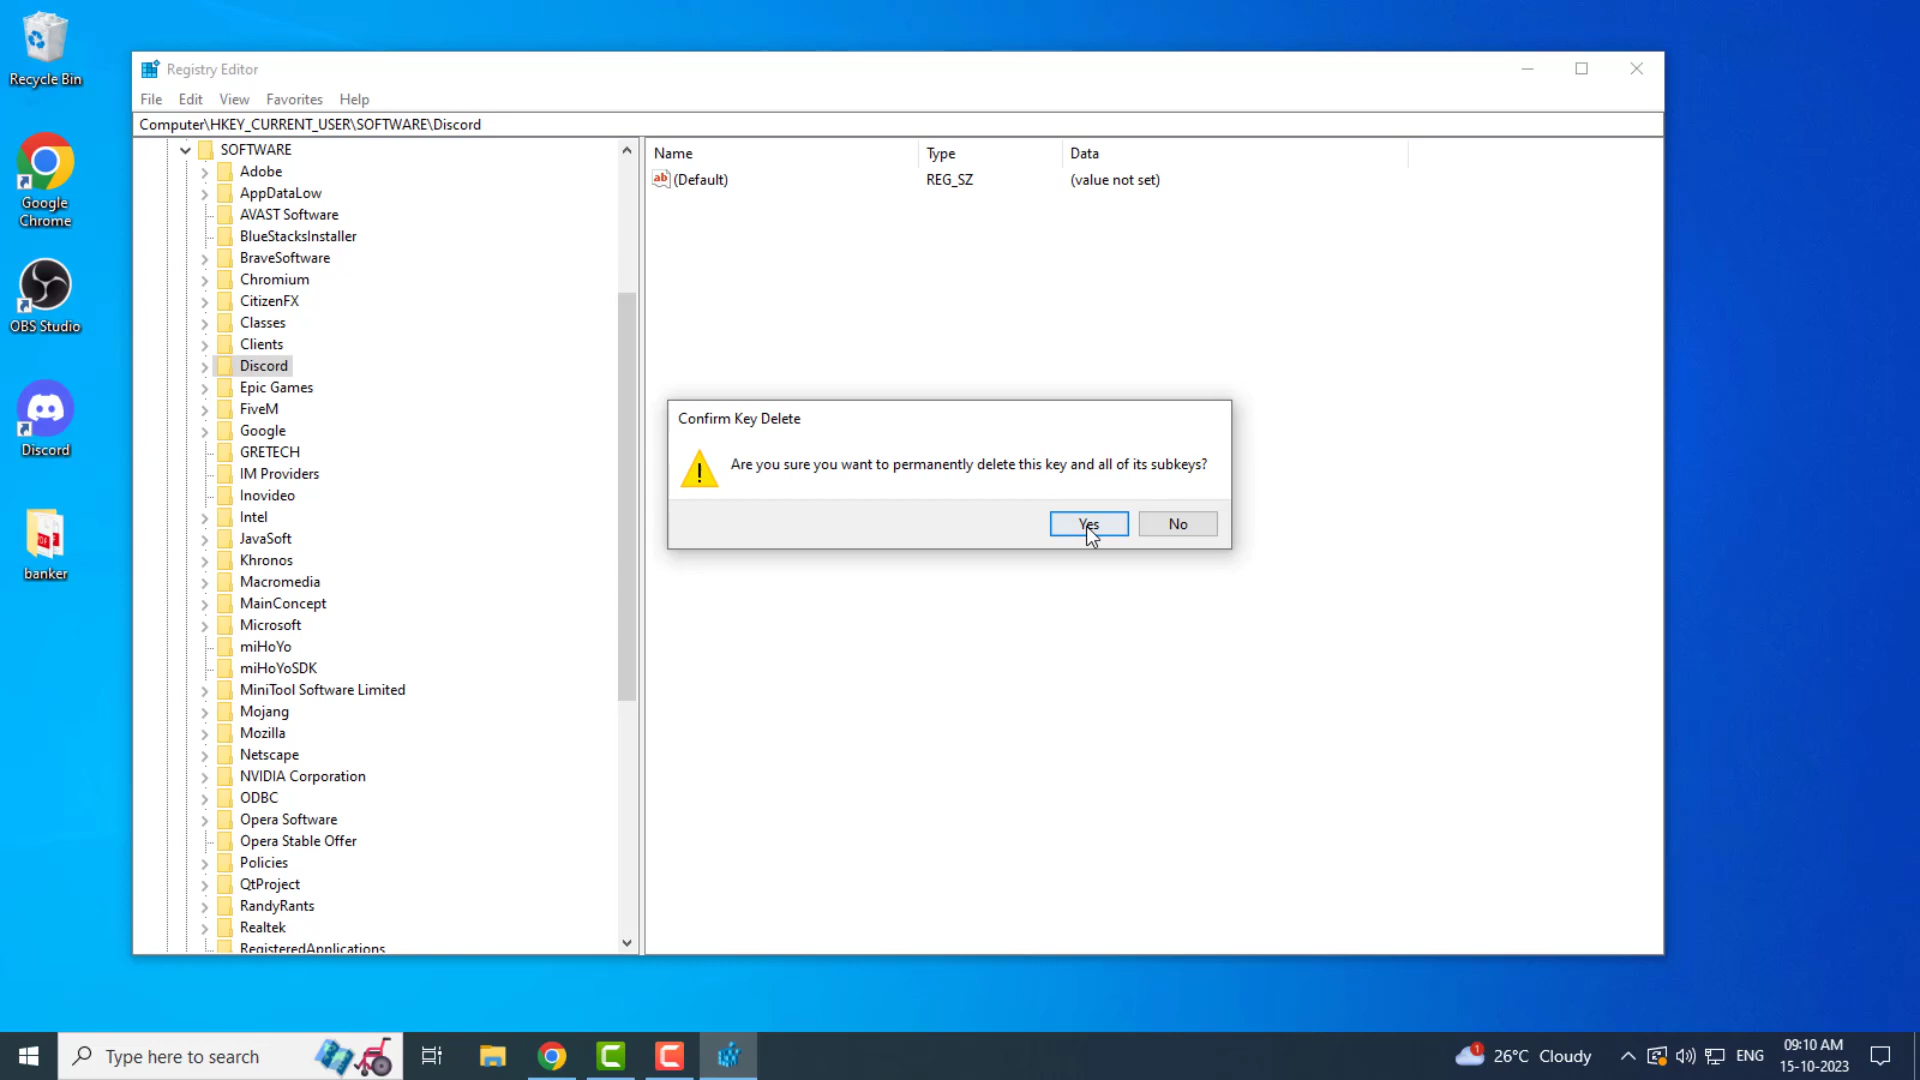 Recycle Bin
Google
Chrome
OBS Studio
Discord
banker
Registry Editor
File Edit View Favorites Help
Computer\HKEY_CURRENT_USER\SOFTWARE\Discord
SOFTWARE
Adobe
AppDataLow
AVAST Software
BlueStacksInstaller
BraveSoftware
Chromium
CitizenFX
Classes
Clients
Discord
Epic Games
FiveM
Google
GRETECH
IM Providers
Inovideo
Intel
JavaSoft
Khronos
Macromedia
MainConcept
Microsoft
miHoYo
miHoYoSDK
MiniTool Software Limited
Mojang
Mozilla
Netscape
NVIDIA Corporation
ODBC
Opera Software
Opera Stable Offer
Policies
QtProject
RandyRants
Realtek
RegisteredApplications
Name Type Data
(Default) REG_SZ (value not set)
Confirm Key Delete
Are you sure you want to permanently delete this key and all of its subkeys?
Yes No
Type here to search
26°C Cloudy
ENG
09:10 AM
15-10-2023